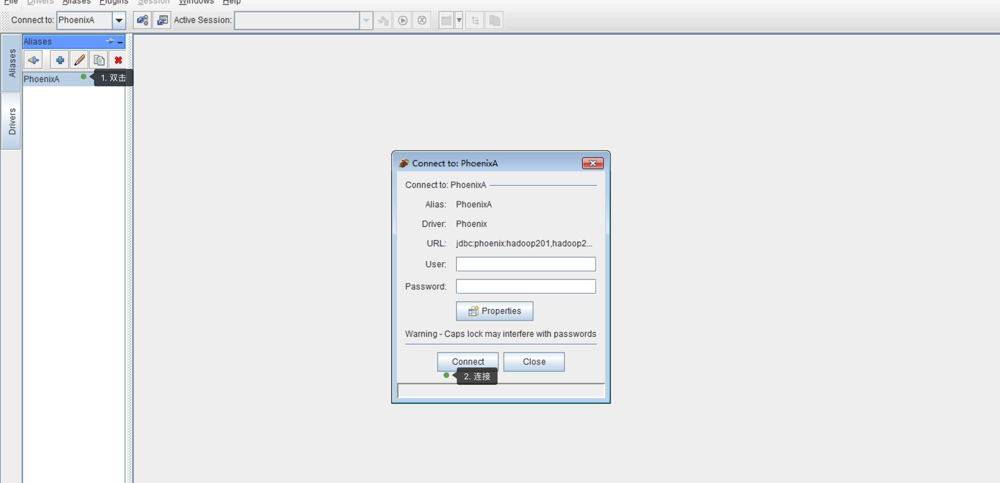 File Drivers Aliases Plugins Session Windows Help
Connect to: PhoenixA Active Session:
Aliases
Aliases
PhoenixA
1. 双击
Drivers
Connect to: PhoenixA
Connect to: PhoenixA
Alias: PhoenixA
Driver: Phoenix
URL: jdbc:phoenix:hadoop201,hadoop2...
User:
Password:
Properties
Warning - Caps lock may interfere with passwords
Connect Close
2. 连接